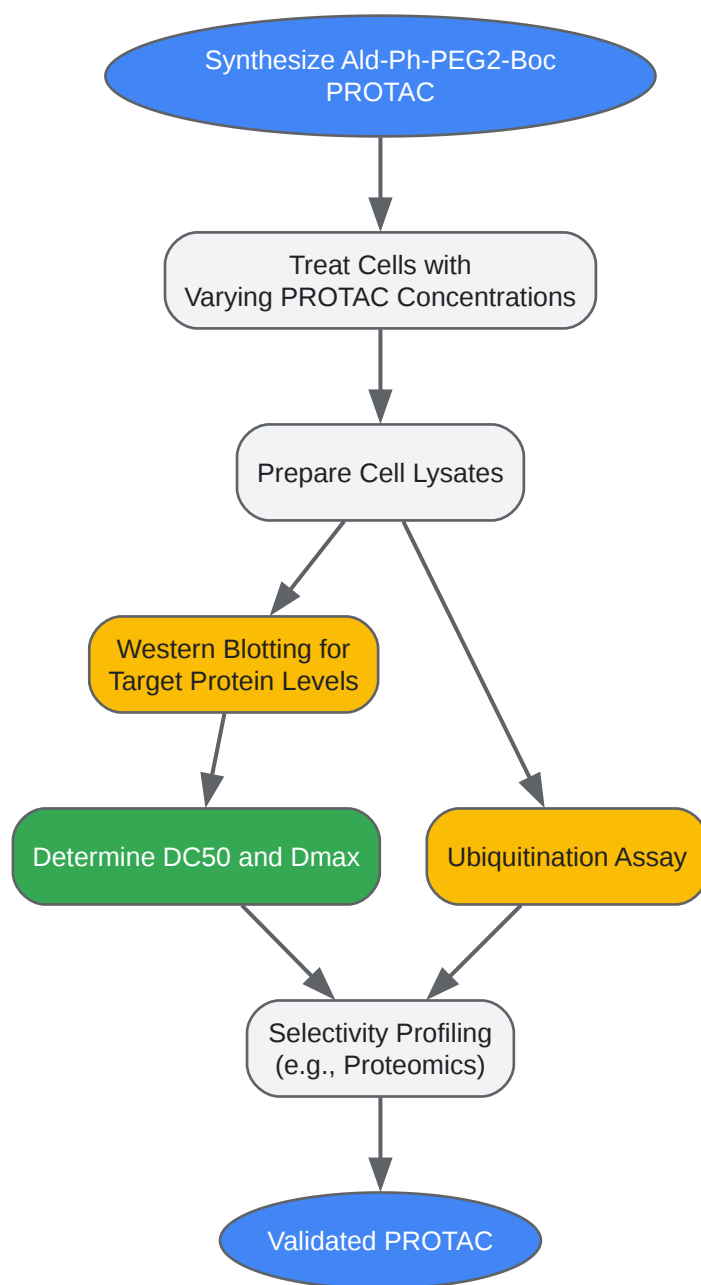 Synthesize Ald-Ph-PEG2-Boc
PROTAC
Treat Cells with
Varying PROTAC Concentrations
Prepare Cell Lysates
Western Blotting for
Target Protein Levels
Determine DC50 and Dmax
Ubiquitination Assay
Selectivity Profiling
(e.g., Proteomics)
Validated PROTAC